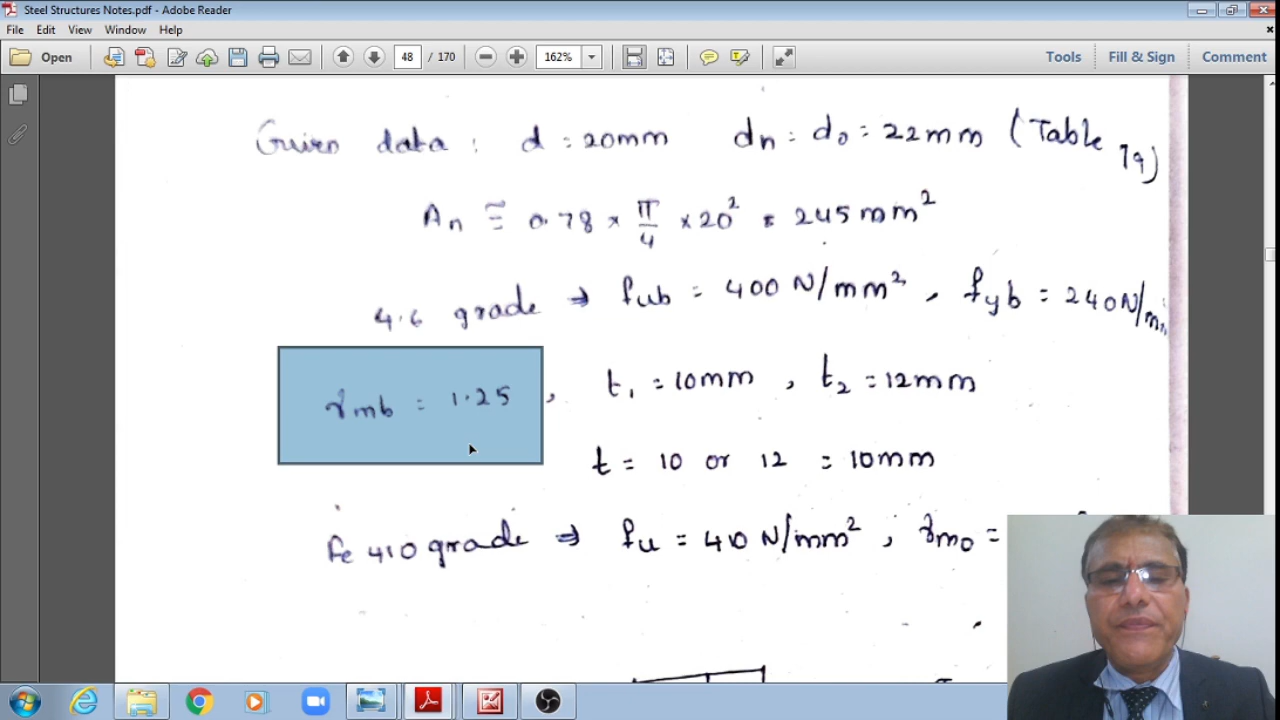 Steel Structures Notes.pdf - Adobe Reader
File Edit View Window Help
Open 48 / 170 162% Tools Fill & Sign Comment
Given data : d = 20mm dn = do = 22mm (Table 19)
An ≅ 0.78 × π/4 × 20² = 245 mm²
4.6 grade ⇒ fub = 400 N/mm², fyb = 240 N/m
γmb = 1.25, t₁ = 10mm, t₂ = 12mm
t = 10 or 12 = 10mm
Fe 410 grade ⇒ fu = 410 N/mm² ; γmo =